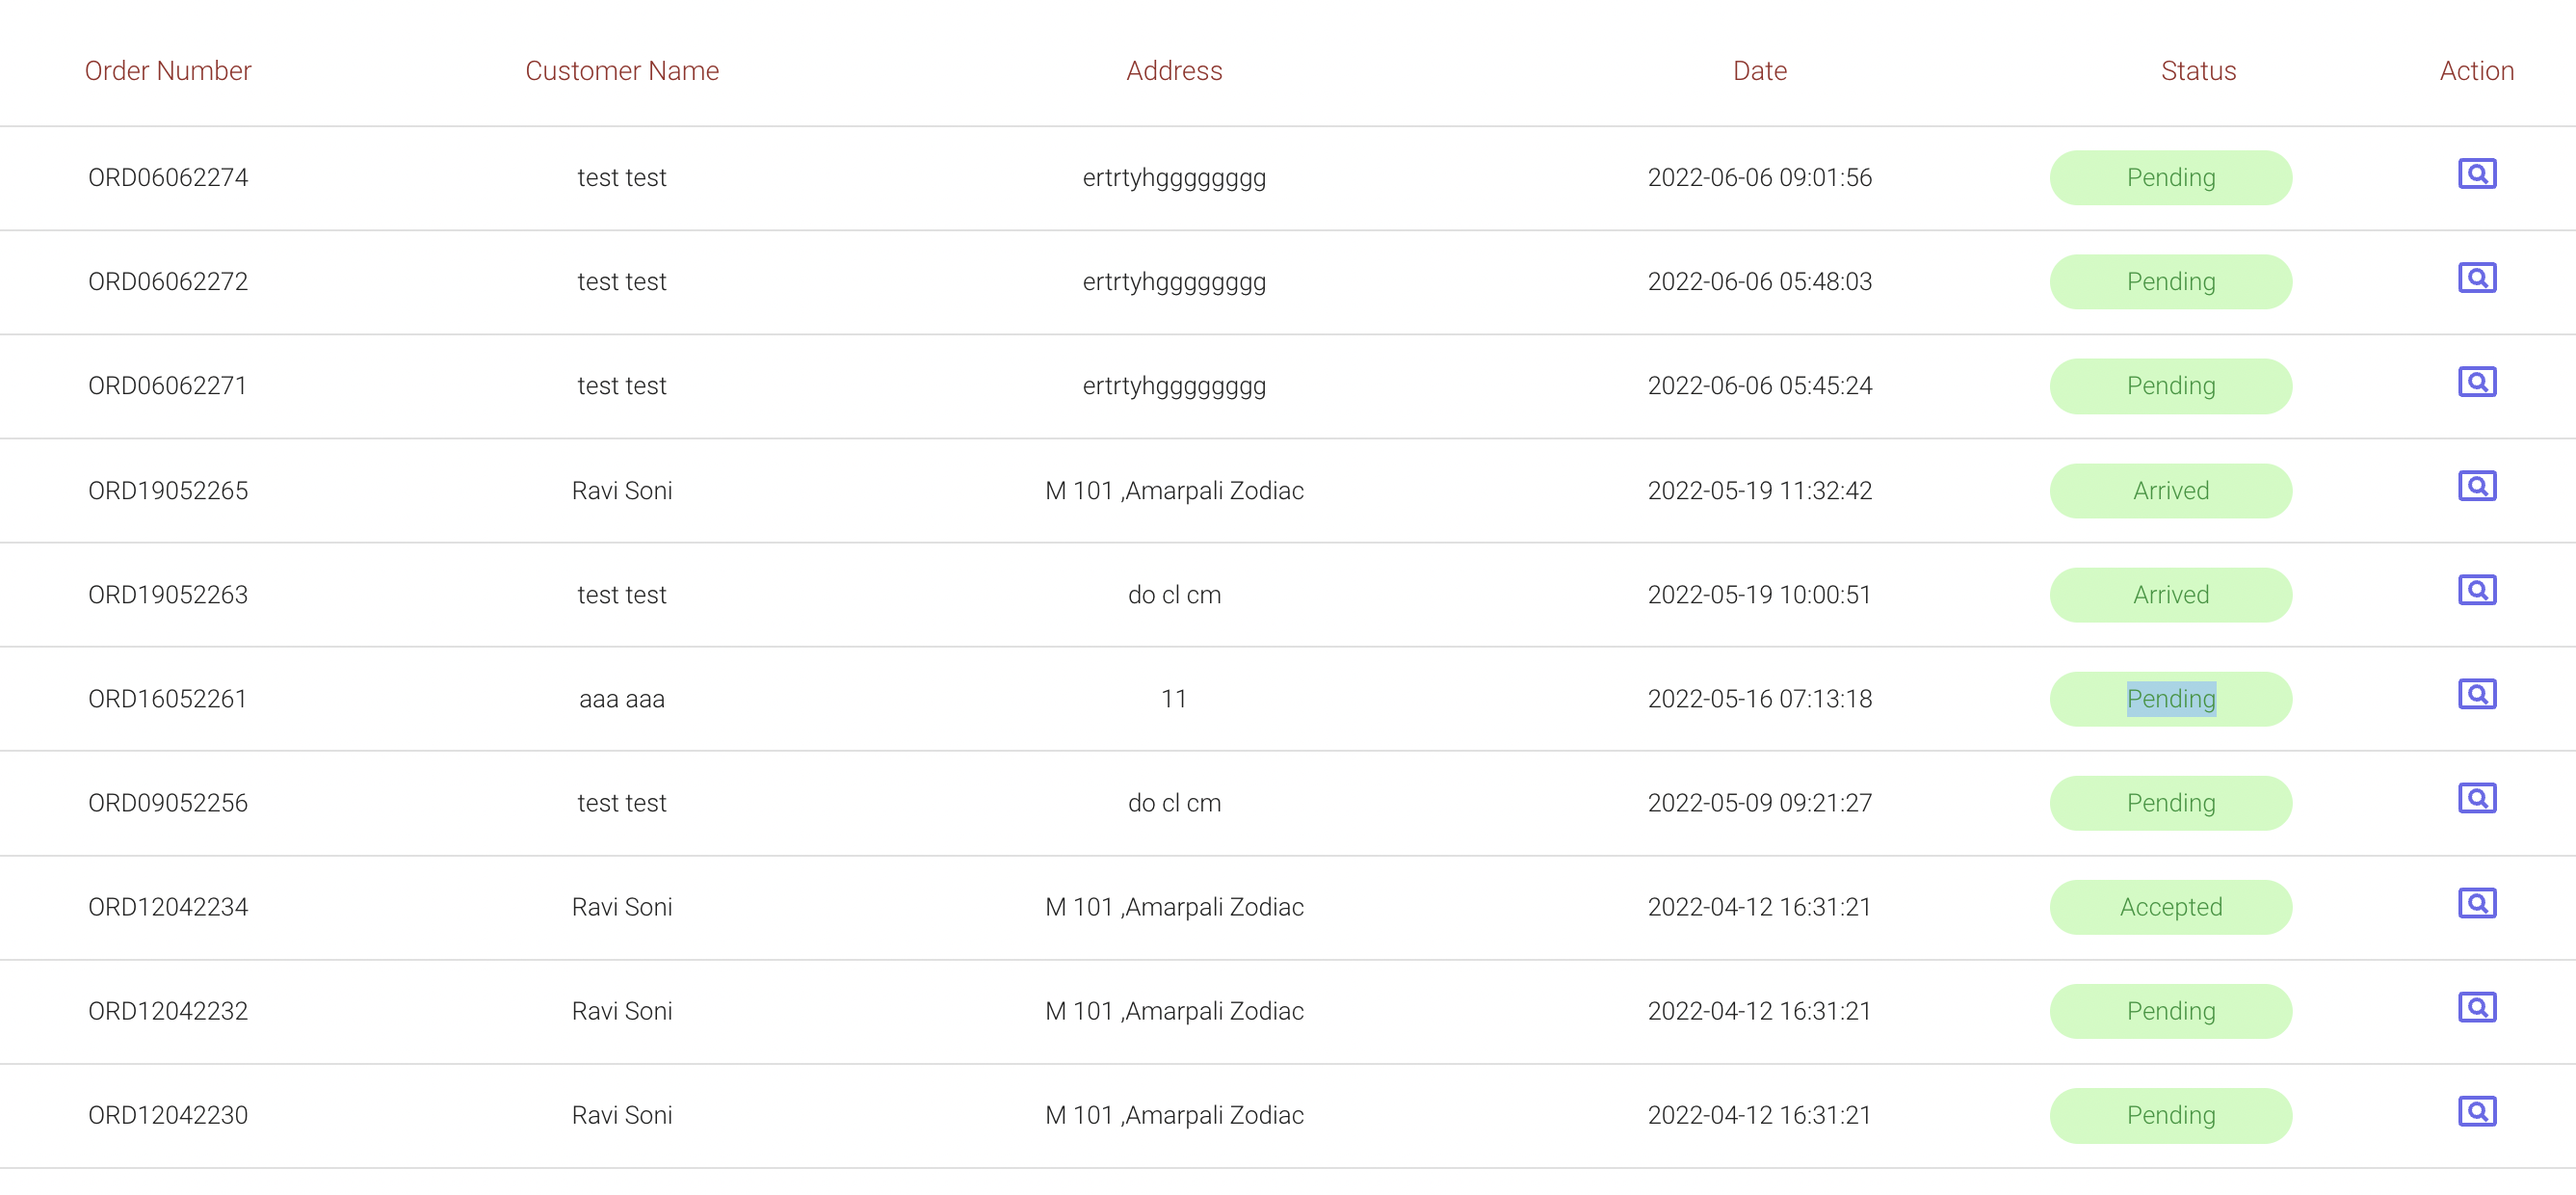 Order Number Customer Name Address Date Status Action
ORD06062274 test test ertrtyhggggggggg 2022-06-06 09:01:56 Pending
ORD06062272 test test ertrtyhggggggggg 2022-06-06 05:48:03 Pending
ORD06062271 test test ertrtyhggggggggg 2022-06-06 05:45:24 Pending
ORD19052265 Ravi Soni M 101 ,Amarpali Zodiac 2022-05-19 11:32:42 Arrived
ORD19052263 test test do cl cm 2022-05-19 10:00:51 Arrived
ORD16052261 aaa aaa 11 2022-05-16 07:13:18 Pending
ORD09052256 test test do cl cm 2022-05-09 09:21:27 Pending
ORD12042234 Ravi Soni M 101 ,Amarpali Zodiac 2022-04-12 16:31:21 Accepted
ORD12042232 Ravi Soni M 101 ,Amarpali Zodiac 2022-04-12 16:31:21 Pending
ORD12042230 Ravi Soni M 101 ,Amarpali Zodiac 2022-04-12 16:31:21 Pending